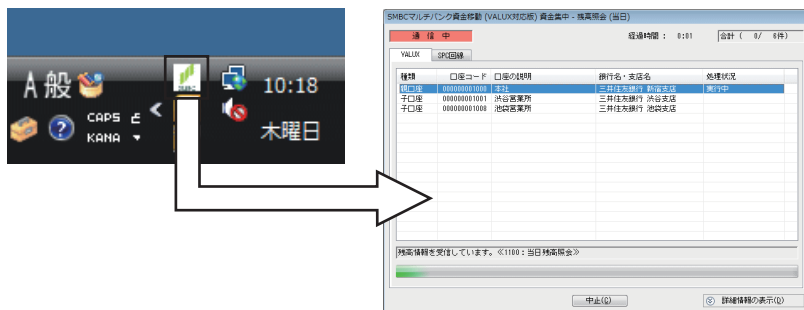 A 般
SMBC
10:18
CAPS
KANA
木曜日
SMBCマルチバンク資金移動 (VALUX対応版) 資金集中 - 残高照会 (当日)
通 信 中
経過時間 : 0:01
合計 ( 0/ 6件)
VALUX
SPC回線
種類 口座コード 口座の説明 銀行名・支店名 処理状況
親口座 000000001000 本社 三井住友銀行 新宿支店 実行中
子口座 000000001001 渋谷営業所 三井住友銀行 渋谷支店
子口座 000000001008 池袋営業所 三井住友銀行 池袋支店
残高情報を受信しています。≪1100:当日残高照会≫
中止(C)
詳細情報の表示(D)